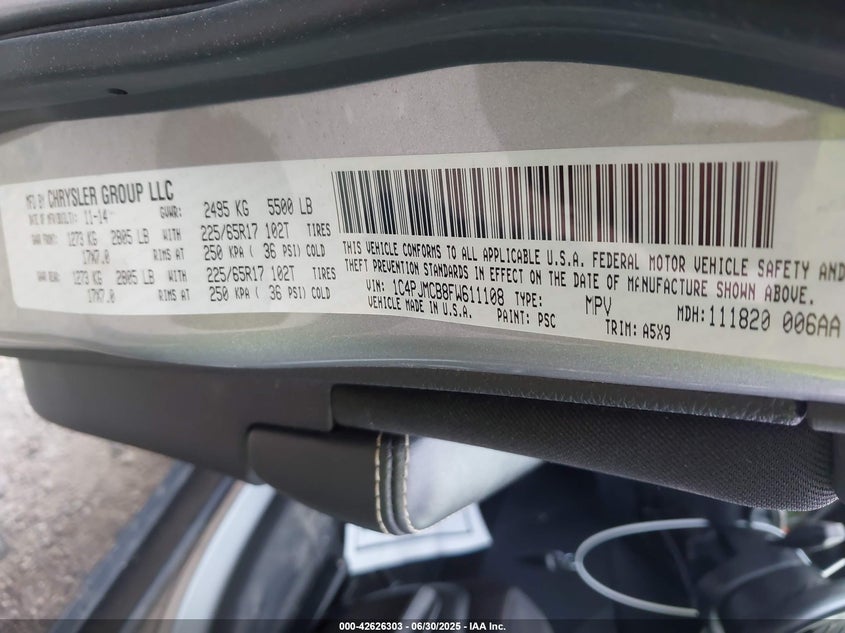 MFD BY CHRYSLER GROUP LLC
DATE OF MFR(BUILT): 11-14 GVWR: 2495 KG 5500 LB
GAWR FRONT: 1273 KG 2805 LB WITH 225/65R17 102T TIRES
17X7.0 RIMS AT 250 KPA ( 36 PSI) COLD
GAWR REAR: 1273 KG 2805 LB WITH 225/65R17 102T TIRES
17X7.0 RIMS AT 250 KPA ( 36 PSI) COLD
THIS VEHICLE CONFORMS TO ALL APPLICABLE U.S.A. FEDERAL MOTOR VEHICLE SAFETY AND
THEFT PREVENTION STANDARDS IN EFFECT ON THE DATE OF MANUFACTURE SHOWN ABOVE.
VIN: 1C4PJMCB8FW611108 TYPE: MPV
VEHICLE MADE IN U.S.A. PAINT: PSC TRIM: A5X9 MDH:111820 006AA
000-42626303 / 06/30/2025 - IAA Inc.